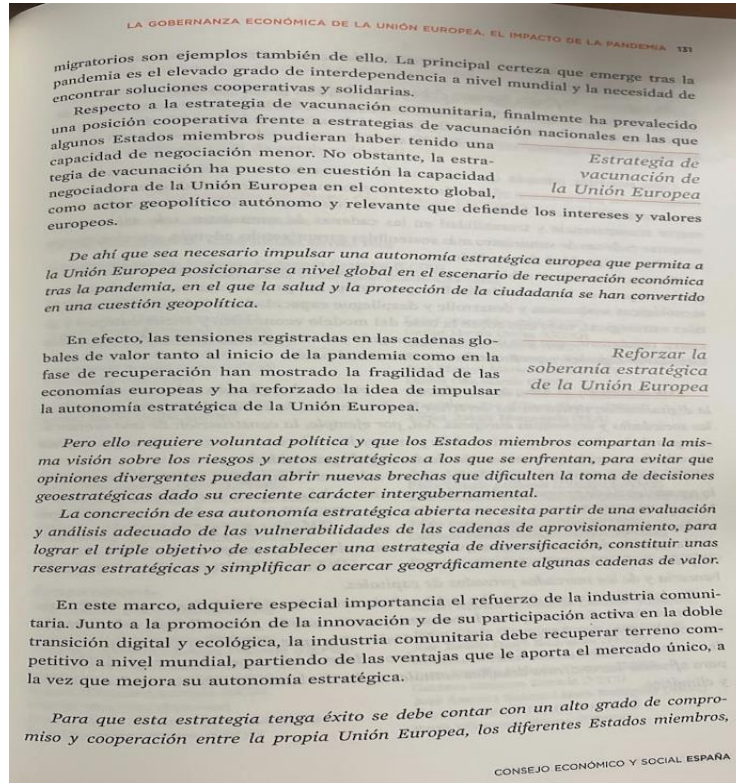 LA GOBERNANZA ECONÓMICA DE LA UNIÓN EUROPEA. EL IMPACTO DE LA PANDEMIA 131
migratorios son ejemplos también de ello. La principal certeza que emerge tras la
pandemia es el elevado grado de interdependencia a nivel mundial y la necesidad de
encontrar soluciones cooperativas y solidarias.
Respecto a la estrategia de vacunación comunitaria, finalmente ha prevalecido
una posición cooperativa frente a estrategias de vacunación nacionales en las que
algunos Estados miembros pudieran haber tenido una
capacidad de negociación menor. No obstante, la estra-
tegia de vacunación ha puesto en cuestión la capacidad
negociadora de la Unión Europea en el contexto global,
como actor geopolítico autónomo y relevante que defiende los intereses y valores
europeos.
Estrategia de
vacunación de
la Unión Europea
De ahí que sea necesario impulsar una autonomía estratégica europea que permita a
la Unión Europea posicionarse a nivel global en el escenario de recuperación económica
tras la pandemia, en el que la salud y la protección de la ciudadanía se han convertido
en una cuestión geopolítica.
En efecto, las tensiones registradas en las cadenas glo-
bales de valor tanto al inicio de la pandemia como en la
fase de recuperación han mostrado la fragilidad de las
economías europeas y ha reforzado la idea de impulsar
la autonomía estratégica de la Unión Europea.
Reforzar la
soberanía estratégica
de la Unión Europea
Pero ello requiere voluntad política y que los Estados miembros compartan la mis-
ma visión sobre los riesgos y retos estratégicos a los que se enfrentan, para evitar que
opiniones divergentes puedan abrir nuevas brechas que dificulten la toma de decisiones
geoestratégicas dado su creciente carácter intergubernamental.
La concreción de esa autonomía estratégica abierta necesita partir de una evaluación
y análisis adecuado de las vulnerabilidades de las cadenas de aprovisionamiento, para
lograr el triple objetivo de establecer una estrategia de diversificación, constituir unas
reservas estratégicas y simplificar o acercar geográficamente algunas cadenas de valor.
En este marco, adquiere especial importancia el refuerzo de la industria comuni-
taria. Junto a la promoción de la innovación y de su participación activa en la doble
transición digital y ecológica, la industria comunitaria debe recuperar terreno com-
petitivo a nivel mundial, partiendo de las ventajas que le aporta el mercado único, a
la vez que mejora su autonomía estratégica.
Para que esta estrategia tenga éxito se debe contar con un alto grado de compro-
miso y cooperación entre la propia Unión Europea, los diferentes Estados miembros,
CONSEJO ECONÓMICO Y SOCIAL ESPAÑA